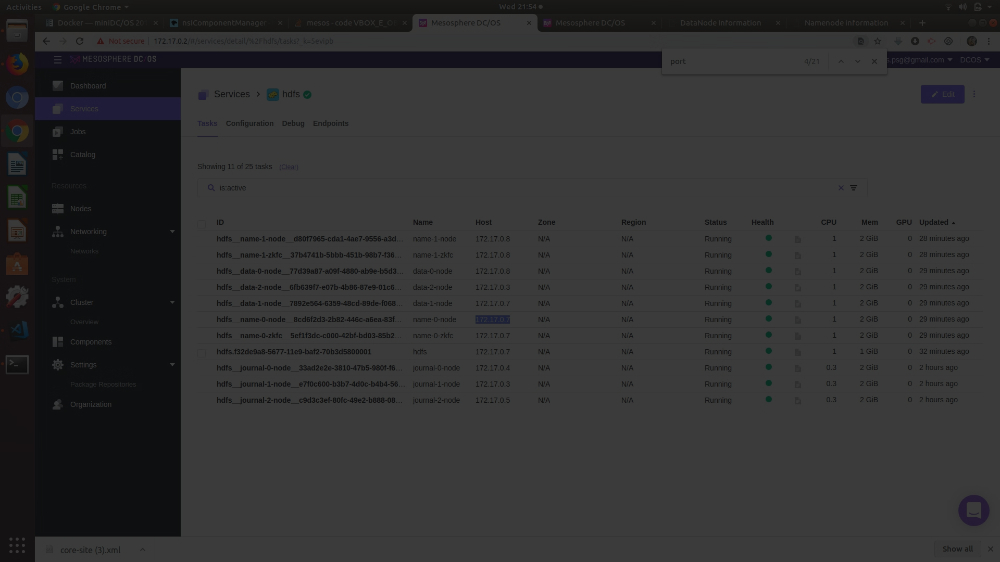 Activities Google Chrome Wed 21:54
Docker — miniDC/OS 201 nsIComponentManager mesos - code VBOX_E_O Mesosphere DC/OS Mesosphere DC/OS DataNode Information Namenode information
Not secure 172.17.0.2/#/services/detail/%2Fhdfs/tasks?_k=5evipb
MESOSPHERE DC/OS s.psg@gmail.com DCOS
port 4/21
Dashboard
Services
Jobs
Catalog
Resources
Nodes
Networking
Networks
System
Cluster
Overview
Components
Settings
Package Repositories
Organization
Services > hdfs
Edit
Tasks Configuration Debug Endpoints
Showing 11 of 25 tasks (Clear)
is:active
ID Name Host Zone Region Status Health CPU Mem GPU Updated
hdfs__name-1-node__d80f7965-cda1-4ae7-9556-a3d... name-1-node 172.17.0.8 N/A N/A Running 1 2 GiB 0 28 minutes ago
hdfs__name-1-zkfc__37b4741b-5bbb-451b-98b7-f36... name-1-zkfc 172.17.0.8 N/A N/A Running 1 2 GiB 0 28 minutes ago
hdfs__data-0-node__77d39a87-a09f-4880-ab9e-b5d3... data-0-node 172.17.0.8 N/A N/A Running 1 2 GiB 0 29 minutes ago
hdfs__data-2-node__6fb639f7-e07b-4b86-87e9-01c6... data-2-node 172.17.0.3 N/A N/A Running 1 2 GiB 0 29 minutes ago
hdfs__data-1-node__7892e564-6359-48cd-89de-f068... data-1-node 172.17.0.7 N/A N/A Running 1 2 GiB 0 29 minutes ago
hdfs__name-0-node__8cd6f2d3-2b82-446c-a6ea-83f... name-0-node 172.17.0.7 N/A N/A Running 1 2 GiB 0 29 minutes ago
hdfs__name-0-zkfc__5ef1f3dc-c000-42bf-bd03-85b2... name-0-zkfc 172.17.0.7 N/A N/A Running 1 2 GiB 0 29 minutes ago
hdfs.f32de9a8-5677-11e9-baf2-70b3d5800001 hdfs 172.17.0.7 N/A N/A Running 1 1 GiB 0 32 minutes ago
hdfs__journal-0-node__33ad2e2e-3810-47b5-980f-f6... journal-0-node 172.17.0.4 N/A N/A Running 0.3 2 GiB 0 2 hours ago
hdfs__journal-1-node__e7f0c600-b3b7-4d0c-b4b4-56... journal-1-node 172.17.0.3 N/A N/A Running 0.3 2 GiB 0 2 hours ago
hdfs__journal-2-node__c9d3c3ef-80fc-49e2-b888-08... journal-2-node 172.17.0.5 N/A N/A Running 0.3 2 GiB 0 2 hours ago
core-site (3).xml Show all